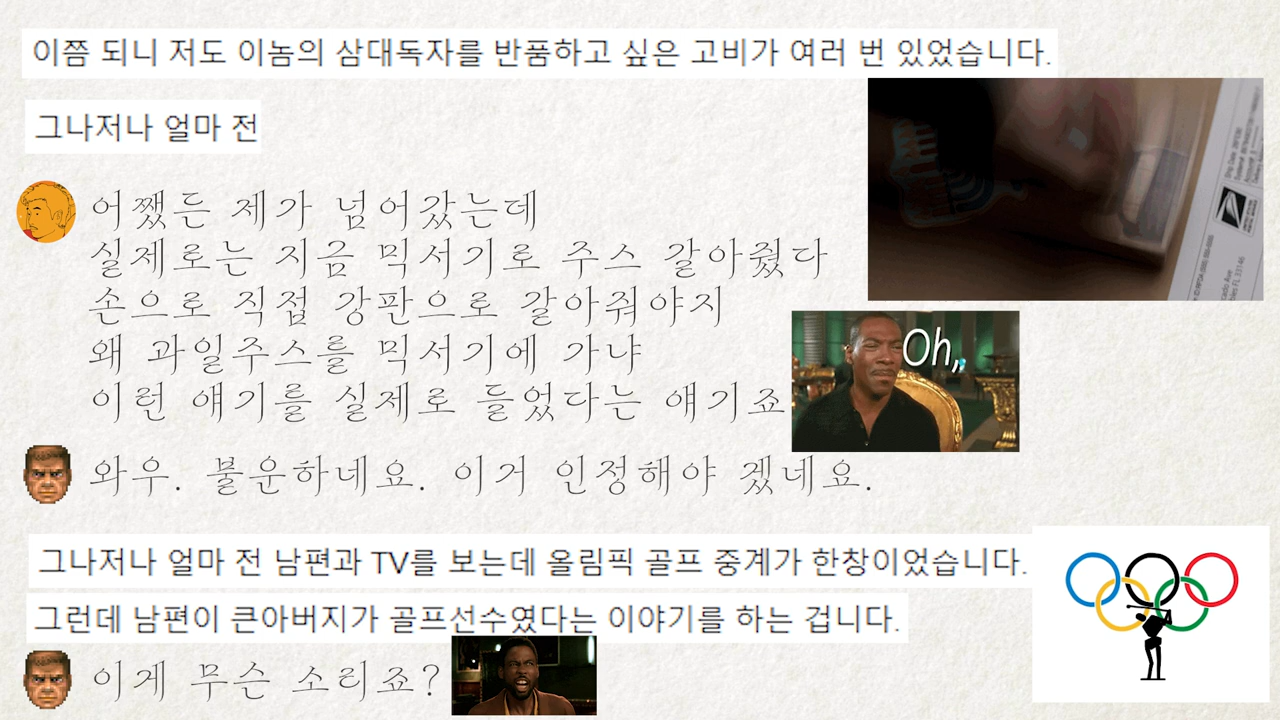 이쯤 되니 저도 이놈의 삼대독자를 반품하고 싶은 고비가 여러 번 있었습니다.
그나저나 얼마 전
어쨌든 제가 넘어갔는데
실제로는 지금 믹서기로 주스 갈아줬다
손으로 직접 강판으로 갈아줘야지
왜 과일주스를 믹서기에 가냐
이런 얘기를 실제로 들었다는 얘기죠
Oh,
와우. 불운하네요. 이거 인정해야 겠네요.
그나저나 얼마 전 남편과 TV를 보는데 올림픽 골프 중계가 한창이었습니다.
그런데 남편이 큰아버지가 골프선수였다는 이야기를 하는 겁니다.
이게 무슨 소리죠?